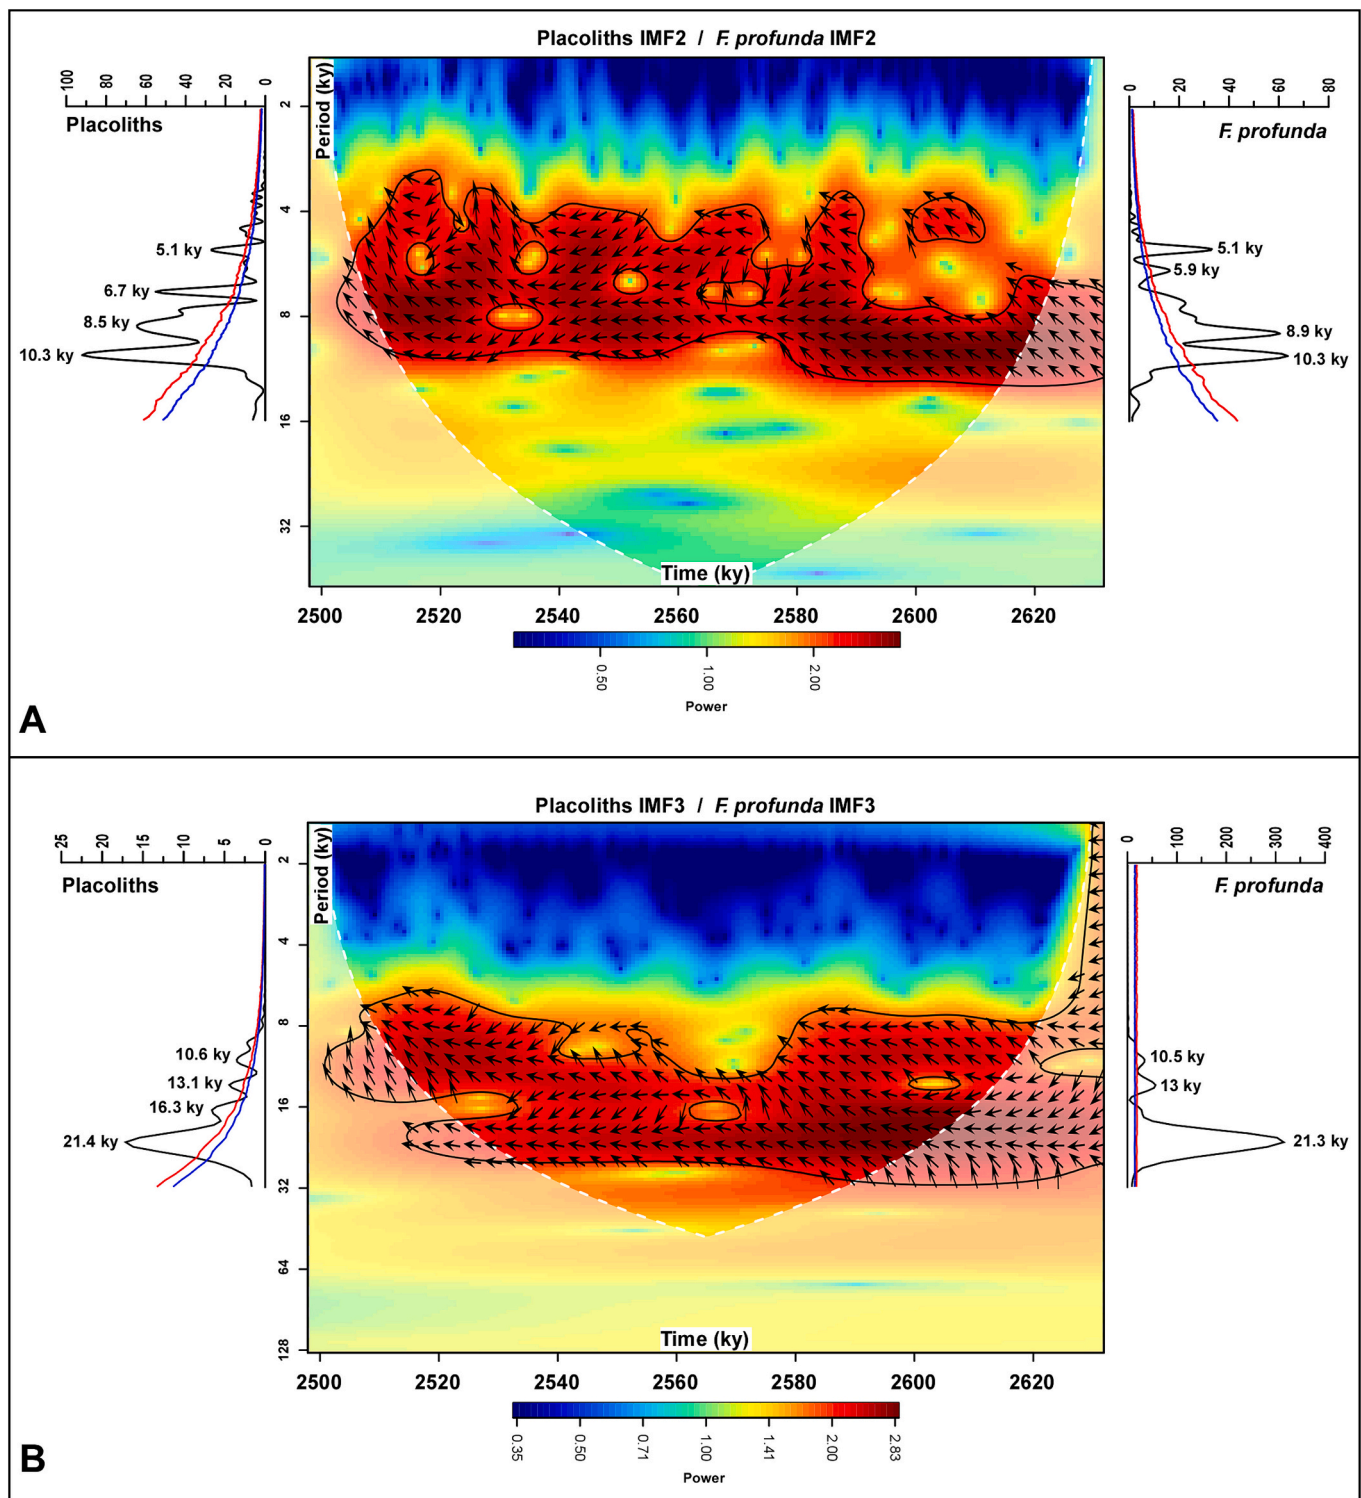 Placoliths IMF2 / F. profunda IMF2
100 80 60 40 20 0
Placoliths
5.1 ky
6.7 ky
8.5 ky
10.3 ky
Period (ky)
2
4
8
16
32
Time (ky)
2500 2520 2540 2560 2580 2600 2620
0.50 1.00 2.00
Power
0 20 40 60 80
F. profunda
5.1 ky
5.9 ky
8.9 ky
10.3 ky
A
Placoliths IMF3 / F. profunda IMF3
25 20 15 10 5 0
Placoliths
10.6 ky
13.1 ky
16.3 ky
21.4 ky
Period (ky)
2
4
8
16
32
64
128
Time (ky)
2500 2520 2540 2560 2580 2600 2620
0.35 0.50 0.71 1.00 1.41 2.00 2.83
Power
0 100 200 300 400
F. profunda
10.5 ky
13 ky
21.3 ky
B